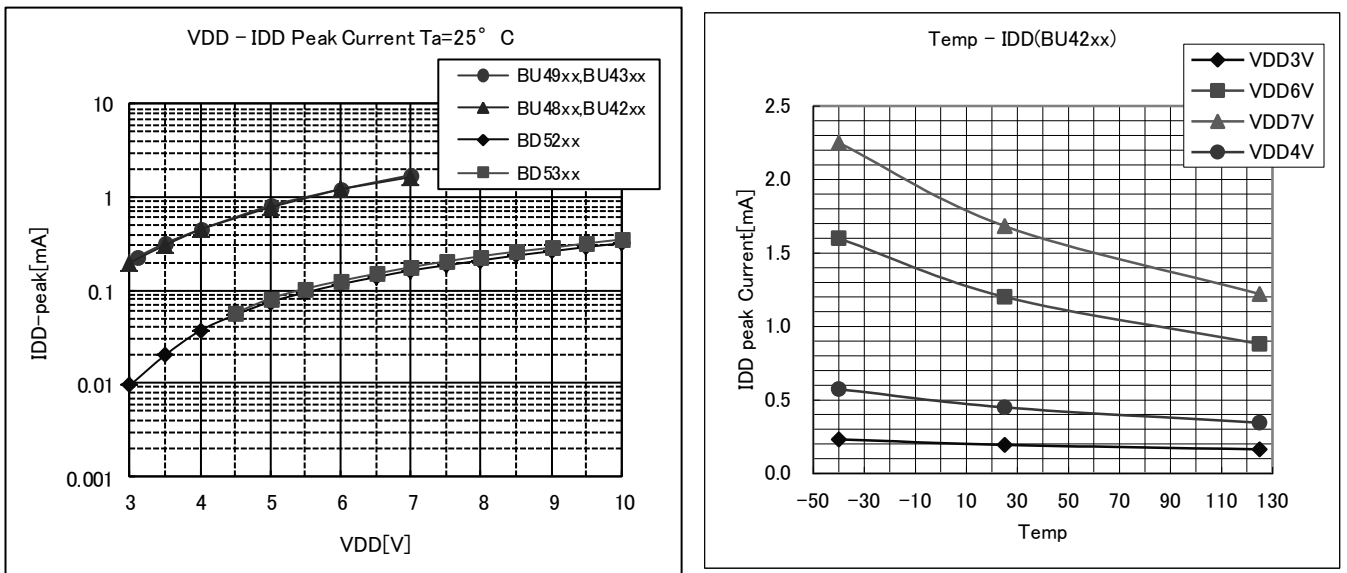 VDD - IDD Peak Current Ta=25° C
BU49xx,BU43xx
BU48xx,BU42xx
BD52xx
BD53xx
10
1
0.1
0.01
0.001
IDD-peak[mA]
3 4 5 6 7 8 9 10
VDD[V]
Temp - IDD(BU42xx)
VDD3V
VDD6V
VDD7V
VDD4V
2.5
2.0
1.5
1.0
0.5
0.0
IDD peak Current[mA]
-50 -30 -10 10 30 50 70 90 110 130
Temp